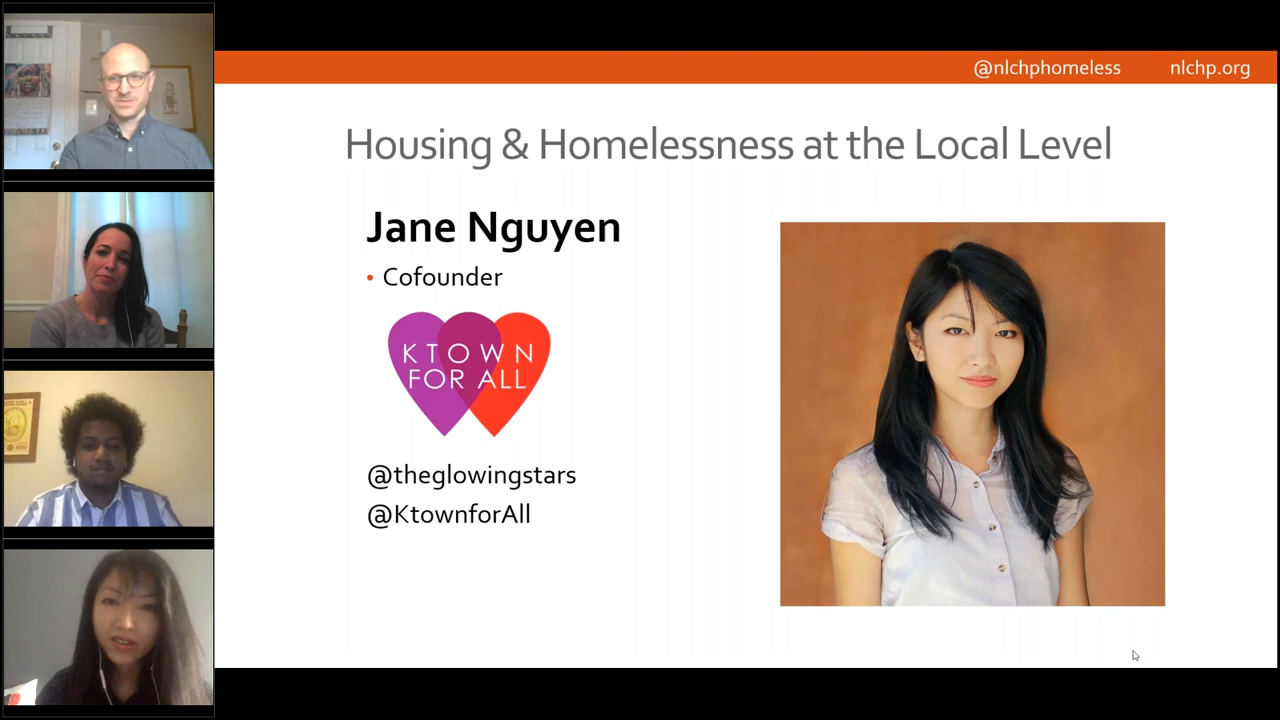 @nlchphomeless nlchp.org
Housing & Homelessness at the Local Level
Jane Nguyen
• Cofounder
KTOWN
FOR ALL
@theglowingstars
@KtownforAll